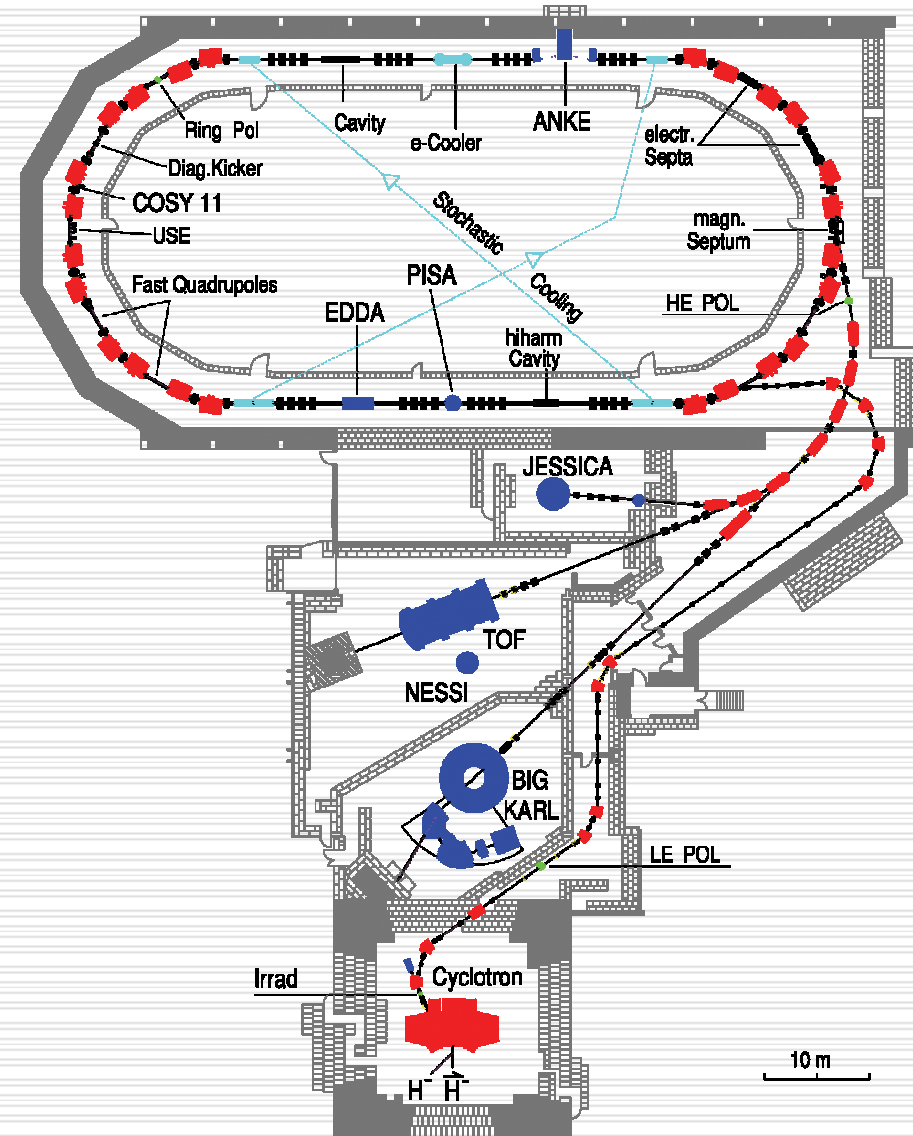 Ring Pol
Cavity
e-Cooler
ANKE
electr.
Septa
Diag.Kicker
COSY 11
USE
Stochastic
Cooling
magn.
Septum
Fast Quadrupoles
EDDA
PISA
hiharm
Cavity
HE POL
JESSICA
TOF
NESSI
BIG
KARL
LE POL
Irrad
Cyclotron
H⁻ H⃗⁻
10 m